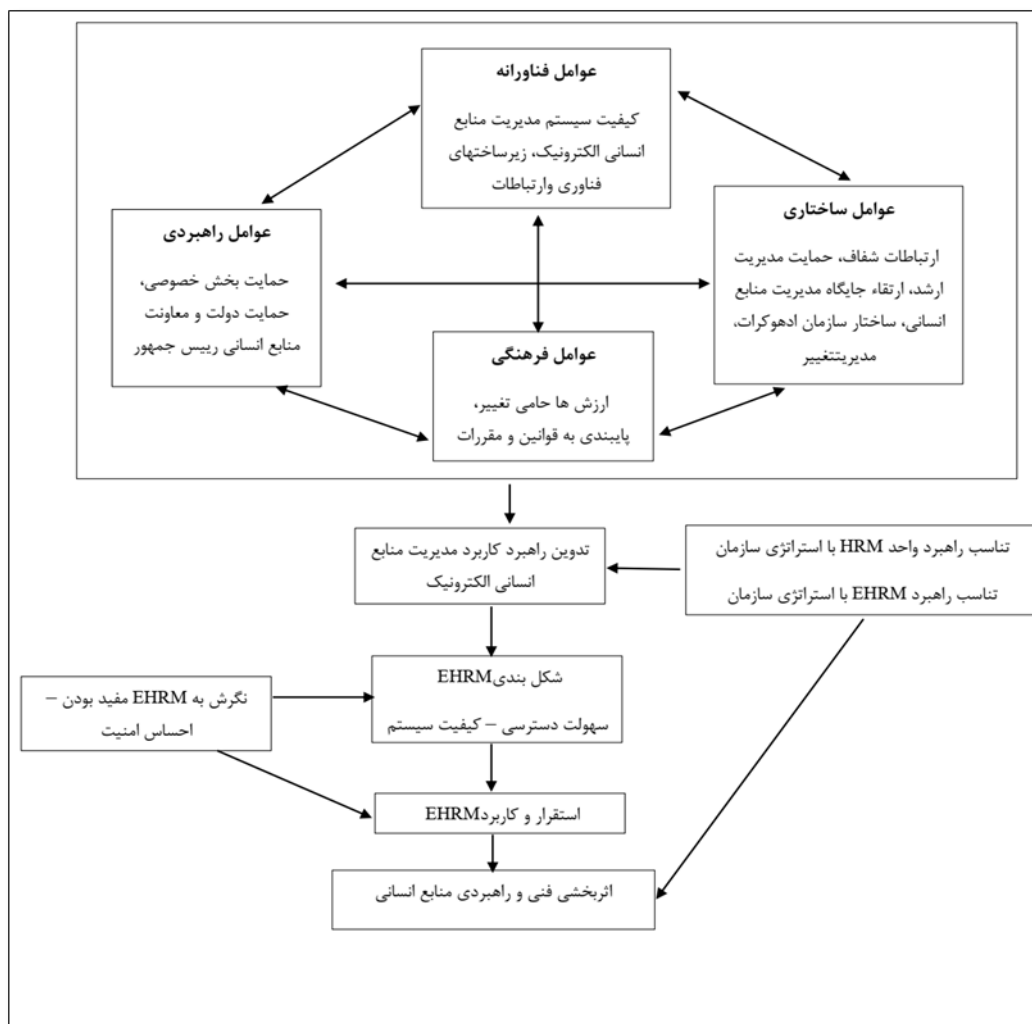 عوامل فناورانه
کیفیت سیستم مدیریت منابع
انسانی الکترونیک، زیرساختهای
فناوری وارتباطات
عوامل ساختاری
ارتباطات شفاف، حمایت مدیریت
ارشد، ارتقاء جایگاه مدیریت منابع
انسانی، ساختار سازمان ادهوکرات،
مدیریتتغییر
عوامل راهبردی
حمایت بخش خصوصی،
حمایت دولت و معاونت
منابع انسانی رییس جمهور
عوامل فرهنگی
ارزش ها حامی تغییر،
پایبندی به قوانین و مقررات
تناسب راهبرد واحد HRM با استراتژی سازمان
تناسب راهبرد EHRM با استراتژی سازمان
تدوین راهبرد کاربرد مدیریت منابع
انسانی الکترونیک
شکل بندیEHRM
سهولت دسترسی – کیفیت سیستم
نگرش به EHRM مفید بودن –
احساس امنیت
استقرار و کاربردEHRM
اثربخشی فنی و راهبردی منابع انسانی